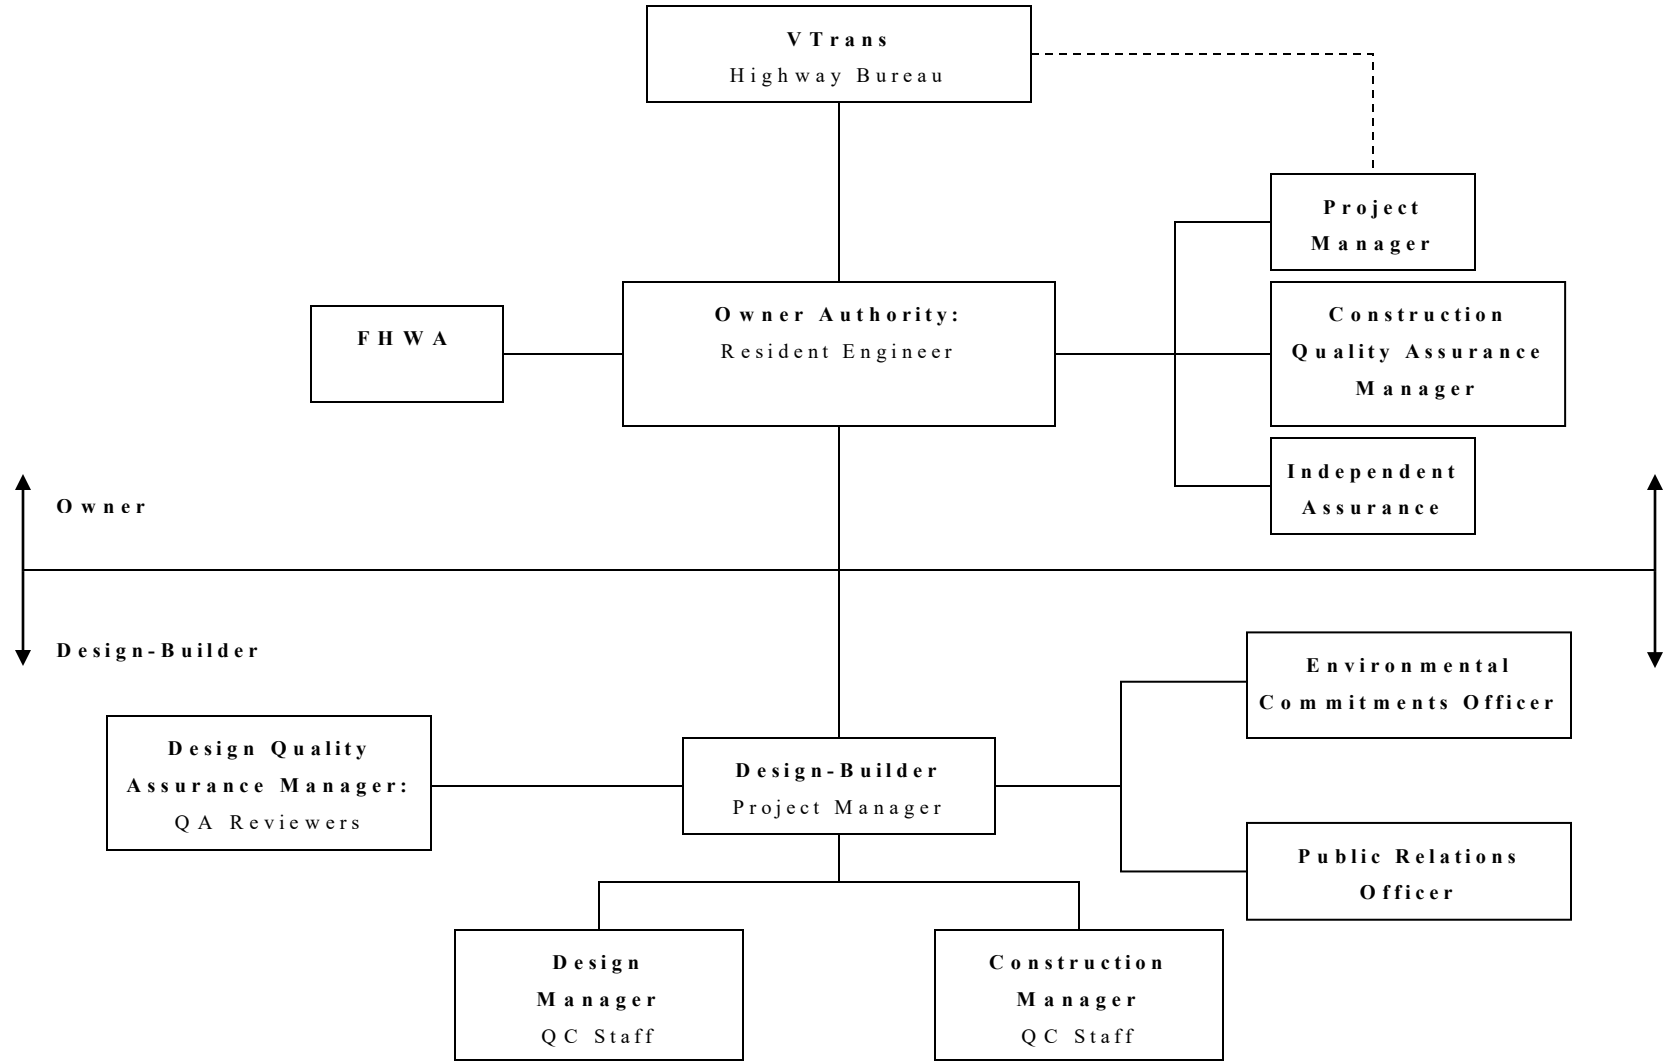 VTrans
Highway Bureau
Project
Manager
Owner Authority:
Resident Engineer
FHWA
Construction
Quality Assurance
Manager
Independent
Assurance
Owner
Design-Builder
Environmental
Commitments Officer
Design Quality
Assurance Manager:
QA Reviewers
Design-Builder
Project Manager
Public Relations
Officer
Design
Manager
QC Staff
Construction
Manager
QC Staff